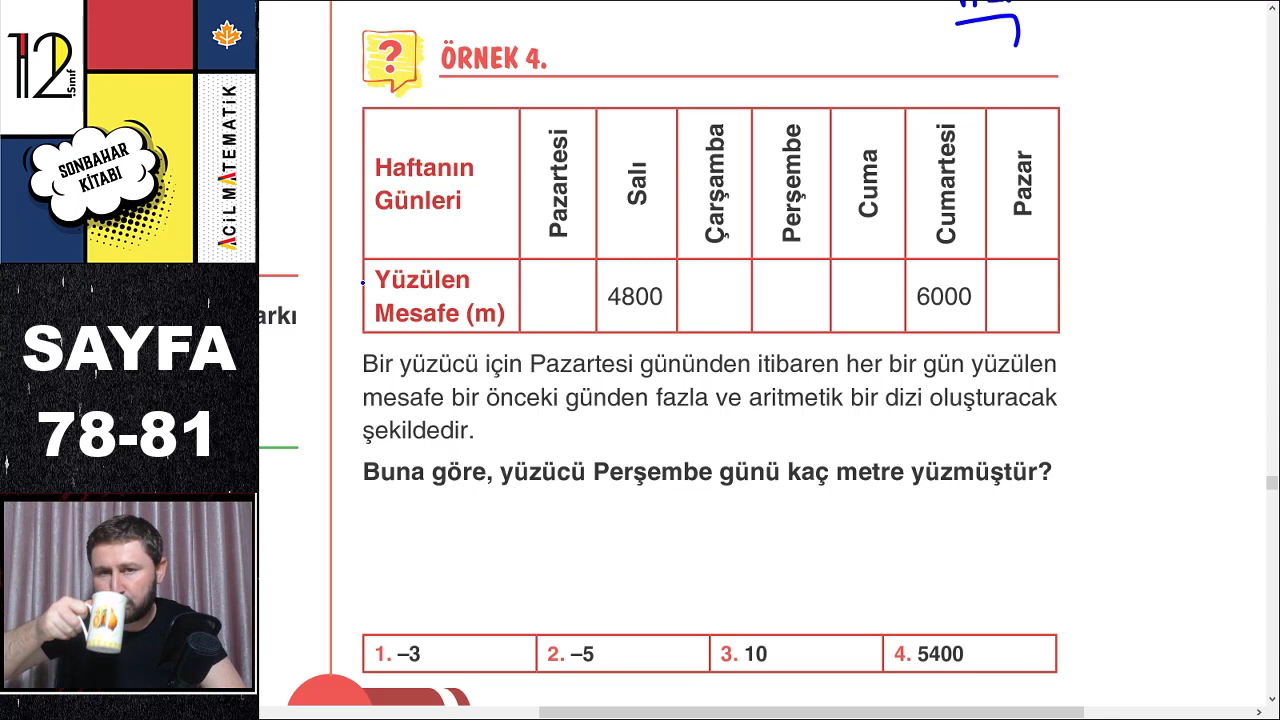 12
.Sınıf
SONBAHAR
KİTABI
ACİLMATEMATİK
SAYFA
78-81
arkı
?
ÖRNEK 4.
Haftanın
Günleri
Pazartesi
Salı
Çarşamba
Perşembe
Cuma
Cumartesi
Pazar
Yüzülen
Mesafe (m)
4800
6000
Bir yüzücü için Pazartesi gününden itibaren her bir gün yüzülen
mesafe bir önceki günden fazla ve aritmetik bir dizi oluşturacak
şekildedir.
Buna göre, yüzücü Perşembe günü kaç metre yüzmüştür?
1. –3
2. –5
3. 10
4. 5400